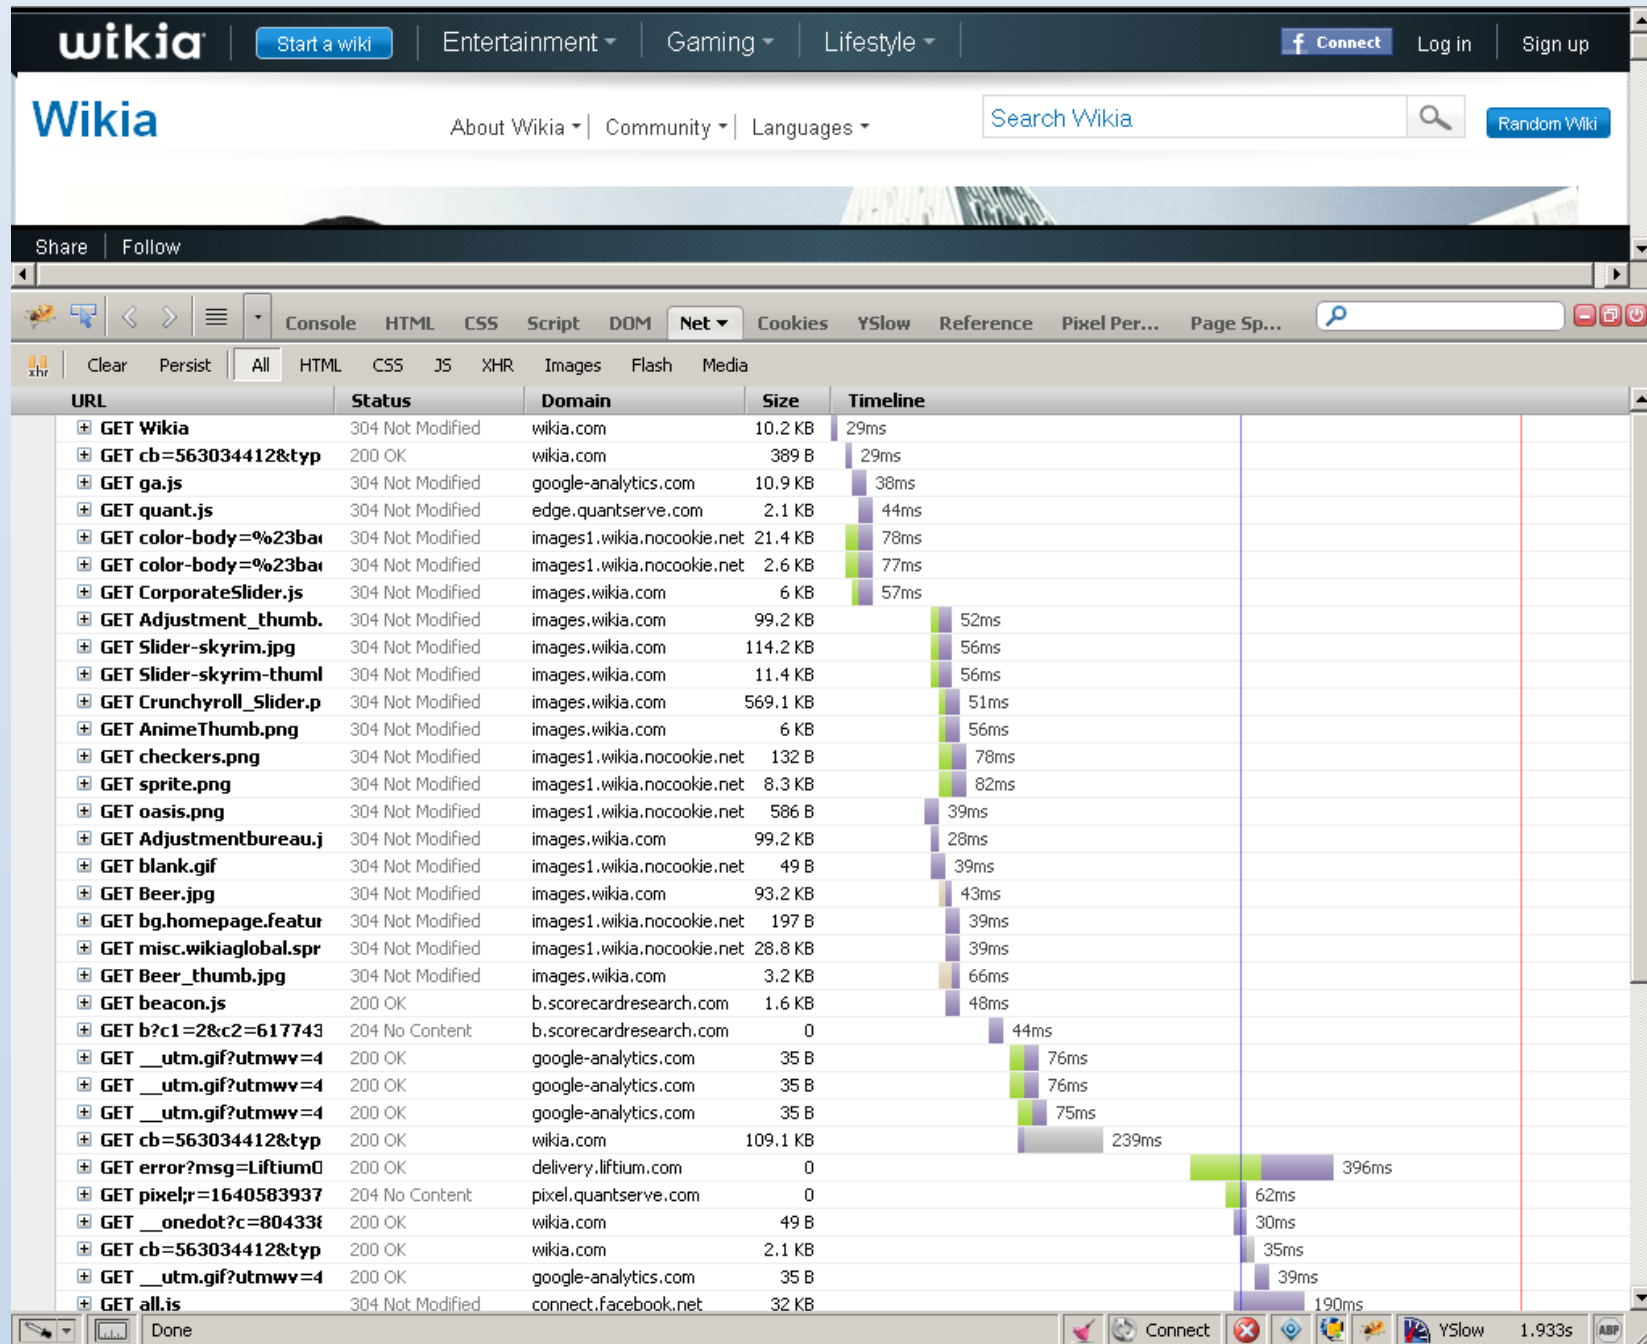 wikia Start a wiki Entertainment Gaming Lifestyle f Connect Log in Sign up
Wikia About Wikia Community Languages Search Wikia Random Wiki
Share Follow
Console HTML CSS Script DOM Net Cookies YSlow Reference Pixel Per... Page Sp...
xhr Clear Persist All HTML CSS JS XHR Images Flash Media
URL Status Domain Size Timeline
GET Wikia 304 Not Modified wikia.com 10.2 KB 29ms
GET cb=563034412&typ 200 OK wikia.com 389 B 29ms
GET ga.js 304 Not Modified google-analytics.com 10.9 KB 38ms
GET quant.js 304 Not Modified edge.quantserve.com 2.1 KB 44ms
GET color-body=%23bac 304 Not Modified images1.wikia.nocookie.net 21.4 KB 78ms
GET color-body=%23bac 304 Not Modified images1.wikia.nocookie.net 2.6 KB 77ms
GET CorporateSlider.js 304 Not Modified images.wikia.com 6 KB 57ms
GET Adjustment_thumb. 304 Not Modified images.wikia.com 99.2 KB 52ms
GET Slider-skyrim.jpg 304 Not Modified images.wikia.com 114.2 KB 56ms
GET Slider-skyrim-thuml 304 Not Modified images.wikia.com 11.4 KB 56ms
GET Crunchyroll_Slider.p 304 Not Modified images.wikia.com 569.1 KB 51ms
GET AnimeThumb.png 304 Not Modified images.wikia.com 6 KB 56ms
GET checkers.png 304 Not Modified images1.wikia.nocookie.net 132 B 78ms
GET sprite.png 304 Not Modified images1.wikia.nocookie.net 8.3 KB 82ms
GET oasis.png 304 Not Modified images1.wikia.nocookie.net 586 B 39ms
GET Adjustmentbureau.j 304 Not Modified images.wikia.com 99.2 KB 28ms
GET blank.gif 304 Not Modified images1.wikia.nocookie.net 49 B 39ms
GET Beer.jpg 304 Not Modified images.wikia.com 93.2 KB 43ms
GET bg.homepage.featur 304 Not Modified images1.wikia.nocookie.net 197 B 39ms
GET misc.wikiaglobal.spr 304 Not Modified images1.wikia.nocookie.net 28.8 KB 39ms
GET Beer_thumb.jpg 304 Not Modified images.wikia.com 3.2 KB 66ms
GET beacon.js 200 OK b.scorecardresearch.com 1.6 KB 48ms
GET b?c1=2&c2=617743 204 No Content b.scorecardresearch.com 0 44ms
GET __utm.gif?utmwv=4 200 OK google-analytics.com 35 B 76ms
GET __utm.gif?utmwv=4 200 OK google-analytics.com 35 B 76ms
GET __utm.gif?utmwv=4 200 OK google-analytics.com 35 B 75ms
GET cb=563034412&typ 200 OK wikia.com 109.1 KB 239ms
GET error?msg=Liftium 200 OK delivery.liftium.com 0 396ms
GET pixel;r=1640583937 204 No Content pixel.quantserve.com 0 62ms
GET __onedot?c=80433 200 OK wikia.com 49 B 30ms
GET cb=563034412&typ 200 OK wikia.com 2.1 KB 35ms
GET __utm.gif?utmwv=4 200 OK google-analytics.com 35 B 39ms
GET all.js 304 Not Modified connect.facebook.net 32 KB 190ms
Done Connect YSlow 1.933s ABP